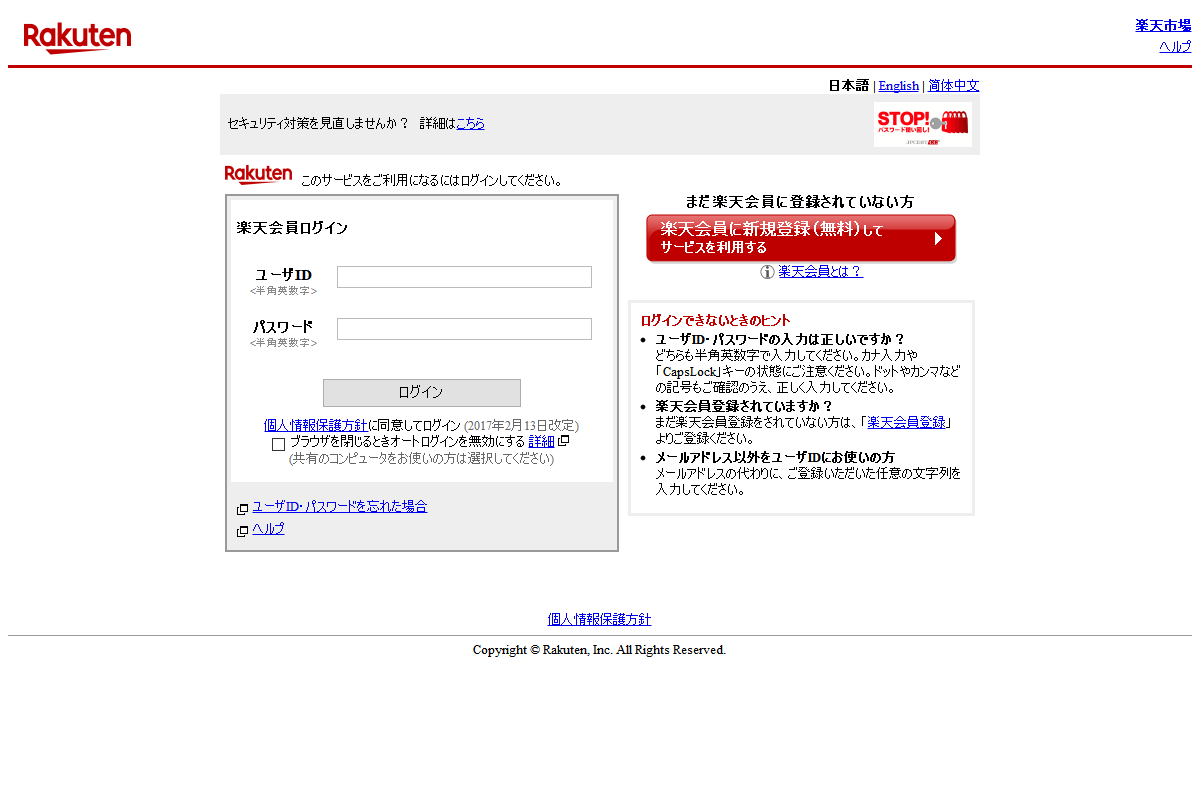 Rakuten
楽天市場
ヘルプ
日本語 | English | 简体中文
セキュリティ対策を見直しませんか？ 詳細はこちら
STOP!
パスワード使い回し!
JPCERT CC
Rakuten このサービスをご利用になるにはログインしてください。
楽天会員ログイン
ユーザID
<半角英数字>
パスワード
<半角英数字>
ログイン
個人情報保護方針に同意してログイン (2017年2月13日改定)
ブラウザを閉じるときオートログインを無効にする 詳細
(共有のコンピュータをお使いの方は選択してください)
ユーザID・パスワードを忘れた場合
ヘルプ
まだ楽天会員に登録されていない方
楽天会員に新規登録（無料）して
サービスを利用する
楽天会員とは？
ログインできないときのヒント
• ユーザID・パスワードの入力は正しいですか？
どちらも半角英数字で入力してください。カナ入力や
「CapsLock」キーの状態にご注意ください。ドットやカンマなど
の記号もご確認のうえ、正しく入力してください。
• 楽天会員登録されていますか？
まだ楽天会員登録をされていない方は、「楽天会員登録」
よりご登録ください。
• メールアドレス以外をユーザIDにお使いの方
メールアドレスの代わりに、ご登録いただいた任意の文字列を
入力してください。
個人情報保護方針
Copyright © Rakuten, Inc. All Rights Reserved.